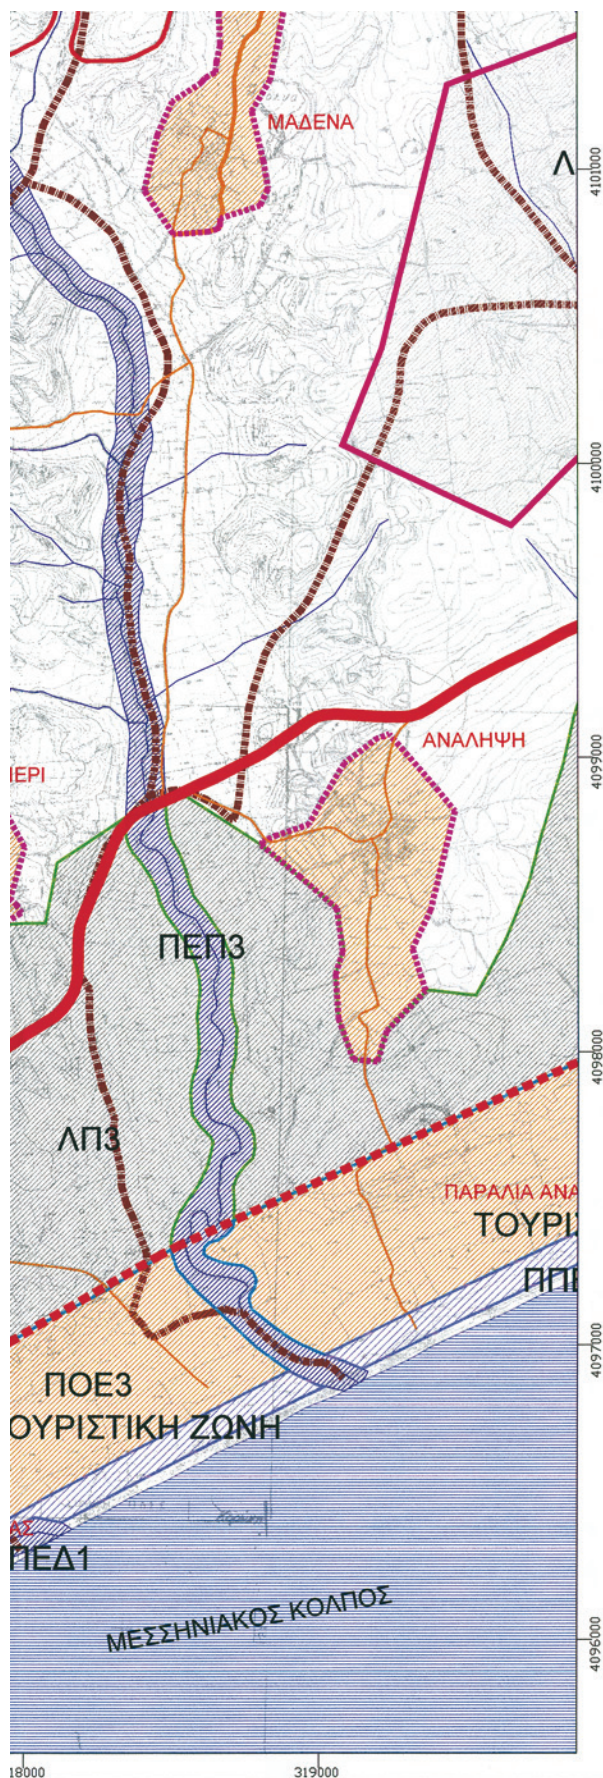 ΜΑΔΕΝΑ
Λ
4101000
4100000
ΑΝΑΛΗΨΗ
4099000
ΙΕΡΙ
ΠΕΠ3
4098000
ΛΠ3
ΠΑΡΑΛΙΑ ΑΝΑ
ΤΟΥΡΙΣ
ΠΠΕ
4097000
ΠΟΕ3
ΟΥΡΙΣΤΙΚΗ ΖΩΝΗ
ΑΣ
ΠΕΔ1
ΜΕΣΣΗΝΙΑΚΟΣ ΚΟΛΠΟΣ
4096000
18000
319000